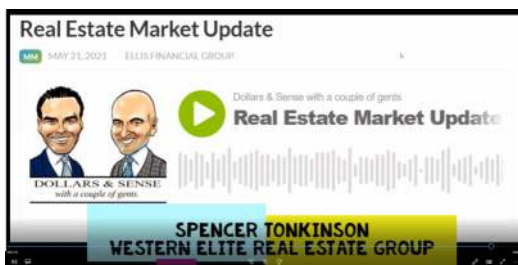 Real Estate Market Update
MM MAY 21, 2021 ELLIS FINANCIAL GROUP
Dollars & Sense with a couple of gents.
Real Estate Market Update
DOLLARS & SENSE
with a couple of gents.
SPENCER TONKINSON
WESTERN ELITE REAL ESTATE GROUP